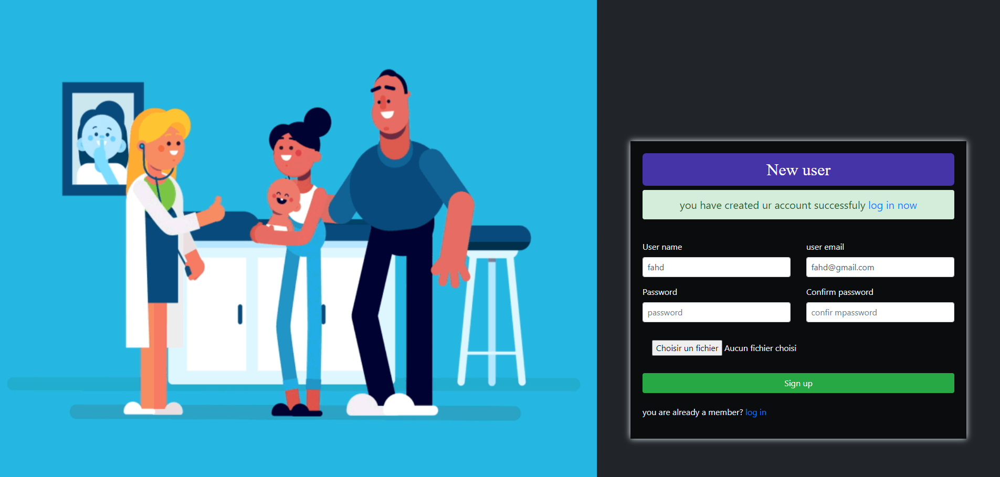 New user
you have created ur account successfuly log in now
User name
user email
fahd
fahd@gmail.com
Password
Confirm password
password
confir mpassword
Choisir un fichier Aucun fichier choisi
Sign up
you are already a member? log in